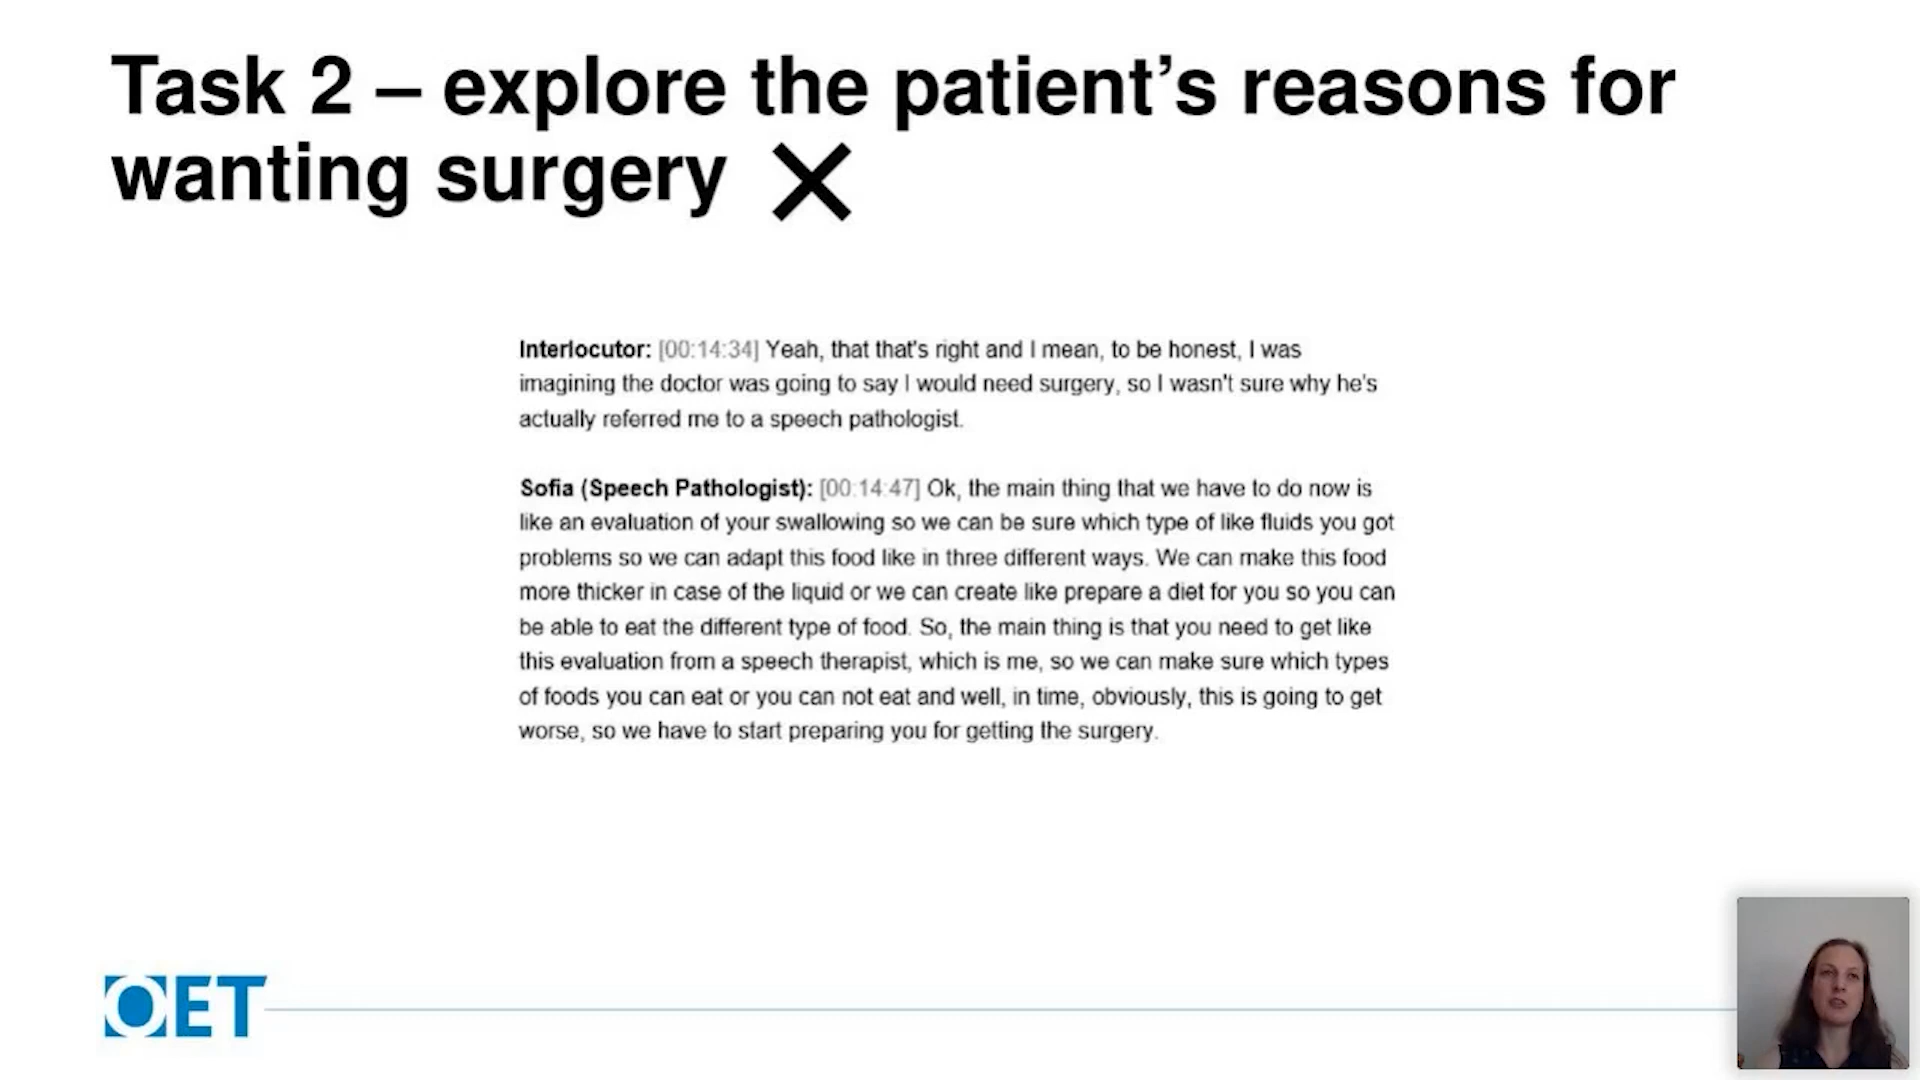 Task 2 – explore the patient’s reasons for
wanting surgery
Interlocutor: [00:14:34] Yeah, that that's right and I mean, to be honest, I was
imagining the doctor was going to say I would need surgery, so I wasn't sure why he's
actually referred me to a speech pathologist.
Sofia (Speech Pathologist): [00:14:47] Ok, the main thing that we have to do now is
like an evaluation of your swallowing so we can be sure which type of like fluids you got
problems so we can adapt this food like in three different ways. We can make this food
more thicker in case of the liquid or we can create like prepare a diet for you so you can
be able to eat the different type of food. So, the main thing is that you need to get like
this evaluation from a speech therapist, which is me, so we can make sure which types
of foods you can eat or you can not eat and well, in time, obviously, this is going to get
worse, so we have to start preparing you for getting the surgery.
OET